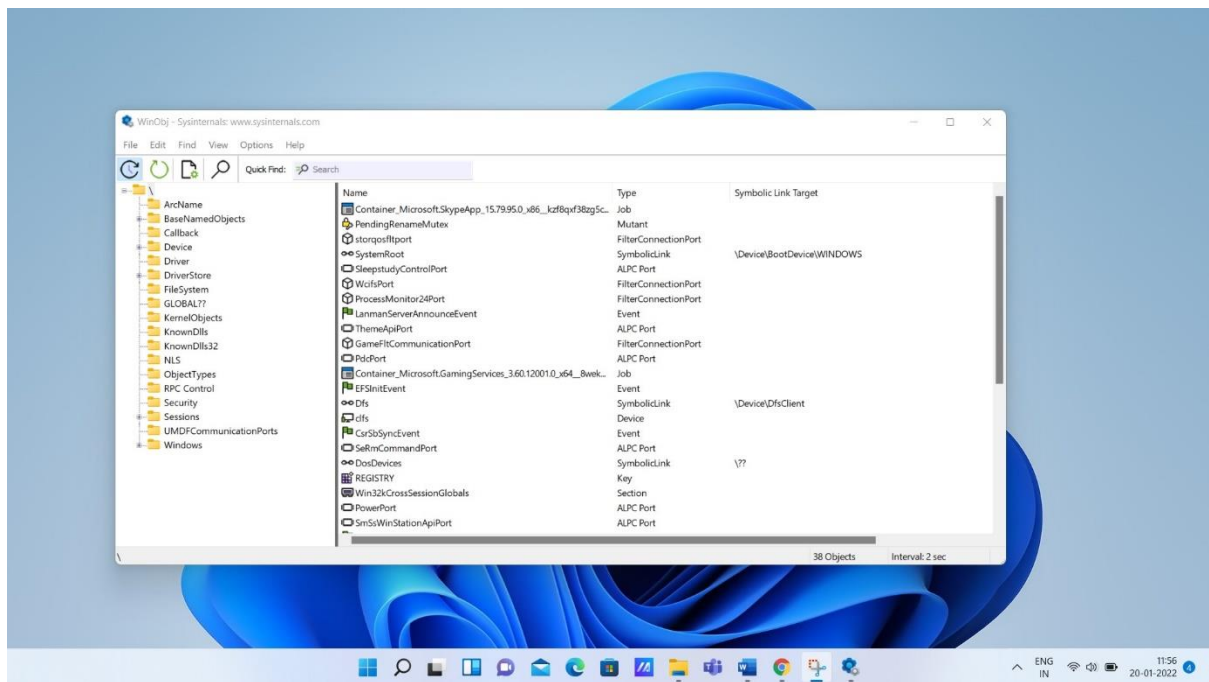 WinObj - Sysinternals: www.sysinternals.com
File Edit Find View Options Help
Quick Find: Search
\
ArcName
BaseNamedObjects
Callback
Device
Driver
DriverStore
FileSystem
GLOBAL??
KernelObjects
KnownDlls
KnownDlls32
NLS
ObjectTypes
RPC Control
Security
Sessions
UMDFCommunicationPorts
Windows
Name Type Symbolic Link Target
Container_Microsoft.SkypeApp_15.79.95.0_x86__kzf8qxf38zg5c... Job
PendingRenameMutex Mutant
storqosfltport FilterConnectionPort
SystemRoot SymbolicLink \Device\BootDevice\WINDOWS
SleepstudyControlPort ALPC Port
WcifsPort FilterConnectionPort
ProcessMonitor24Port FilterConnectionPort
LanmanServerAnnounceEvent Event
ThemeApiPort ALPC Port
GameFltCommunicationPort FilterConnectionPort
PdcPort ALPC Port
Container_Microsoft.GamingServices_3.60.12001.0_x64__8wek... Job
EFSInitEvent Event
Dfs SymbolicLink \Device\DfsClient
clfs Device
CsrSbSyncEvent Event
SeRmCommandPort ALPC Port
DosDevices SymbolicLink \??
REGISTRY Key
Win32kCrossSessionGlobals Section
PowerPort ALPC Port
SmSsWinStationApiPort ALPC Port
\ 38 Objects Interval: 2 sec
ENG 11:56
IN 20-01-2022 4